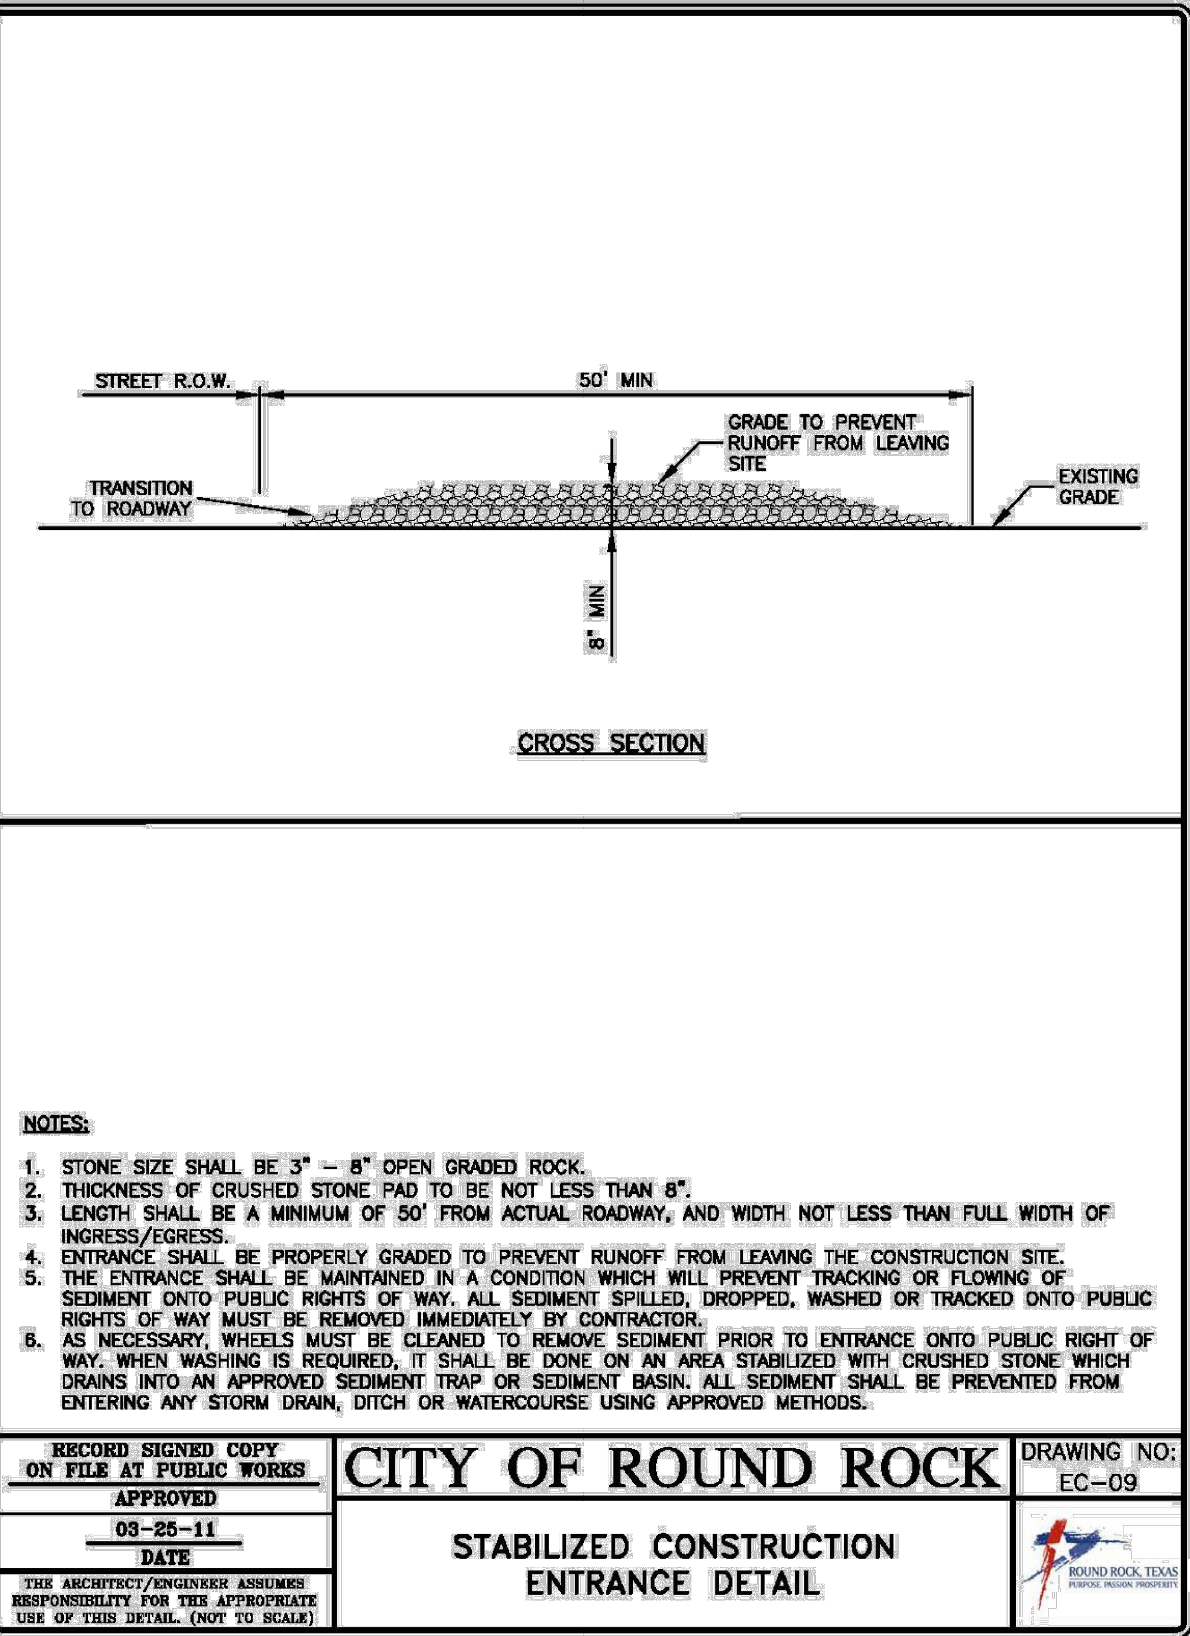 STREET R.O.W.
50' MIN
GRADE TO PREVENT
RUNOFF FROM LEAVING
SITE
EXISTING
GRADE
TRANSITION
TO ROADWAY
8" MIN
CROSS SECTION
NOTES:
1. STONE SIZE SHALL BE 3" – 8" OPEN GRADED ROCK.
2. THICKNESS OF CRUSHED STONE PAD TO BE NOT LESS THAN 8".
3. LENGTH SHALL BE A MINIMUM OF 50' FROM ACTUAL ROADWAY, AND WIDTH NOT LESS THAN FULL WIDTH OF
INGRESS/EGRESS.
4. ENTRANCE SHALL BE PROPERLY GRADED TO PREVENT RUNOFF FROM LEAVING THE CONSTRUCTION SITE.
5. THE ENTRANCE SHALL BE MAINTAINED IN A CONDITION WHICH WILL PREVENT TRACKING OR FLOWING OF
SEDIMENT ONTO PUBLIC RIGHTS OF WAY. ALL SEDIMENT SPILLED, DROPPED, WASHED OR TRACKED ONTO PUBLIC
RIGHTS OF WAY MUST BE REMOVED IMMEDIATELY BY CONTRACTOR.
6. AS NECESSARY, WHEELS MUST BE CLEANED TO REMOVE SEDIMENT PRIOR TO ENTRANCE ONTO PUBLIC RIGHT OF
WAY. WHEN WASHING IS REQUIRED, IT SHALL BE DONE ON AN AREA STABILIZED WITH CRUSHED STONE WHICH
DRAINS INTO AN APPROVED SEDIMENT TRAP OR SEDIMENT BASIN. ALL SEDIMENT SHALL BE PREVENTED FROM
ENTERING ANY STORM DRAIN, DITCH OR WATERCOURSE USING APPROVED METHODS.
RECORD SIGNED COPY
ON FILE AT PUBLIC WORKS
APPROVED
03-25-11
DATE
THE ARCHITECT/ENGINEER ASSUMES
RESPONSIBILITY FOR THE APPROPRIATE
USE OF THIS DETAIL. (NOT TO SCALE)
CITY OF ROUND ROCK
STABILIZED CONSTRUCTION
ENTRANCE DETAIL
DRAWING NO:
EC-09
ROUND ROCK, TEXAS
PURPOSE. PASSION. PROSPERITY.